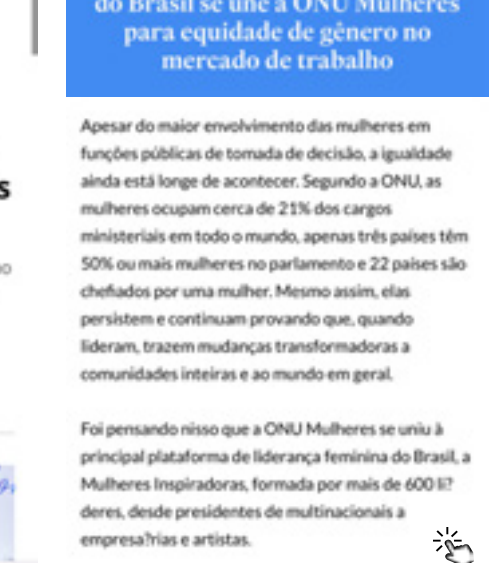 do Brasil se une a ONU Mulheres
para equidade de gênero no
mercado de trabalho
Apesar do maior envolvimento das mulheres em
funções públicas de tomada de decisão, a igualdade
ainda está longe de acontecer. Segundo a ONU, as
mulheres ocupam cerca de 21% dos cargos
ministeriais em todo o mundo, apenas três países têm
50% ou mais mulheres no parlamento e 22 países são
chefiados por uma mulher. Mesmo assim, elas
persistem e continuam provando que, quando
lideram, trazem mudanças transformadoras a
comunidades inteiras e ao mundo em geral.
Foi pensando nisso que a ONU Mulheres se uniu à
principal plataforma de liderança feminina do Brasil, a
Mulheres Inspiradoras, formada por mais de 600 li?
deres, desde presidentes de multinacionais a
empresa?rias e artistas.